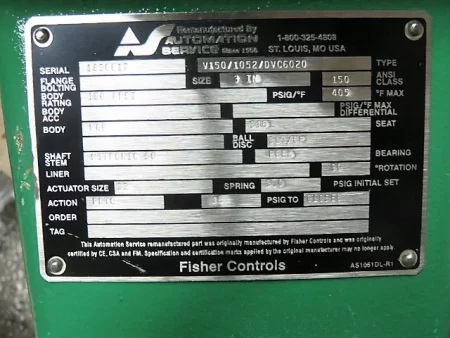 Remanufactured By
AUTOMATION
SERVICE Since 1956
1-800-325-4808
ST. LOUIS, MO USA
SERIAL V150/1052/DVC6020 TYPE
FLANGE BOLTING SIZE IN 150 ANSI CLASS
BODY RATING PSIG/°F 405 °F MAX
BODY ACC PSIG/°F MAX DIFFERENTIAL
BODY SEAT
BALL DISC
SHAFT STEM BEARING
LINER °ROTATION
ACTUATOR SIZE SPRING PSIG INITIAL SET
ACTION PSIG TO
ORDER
TAG
This Automation Service remanufactured part was originally manufactured by Fisher Controls and was originally
certified by CE, CSA and FM. Specification and certification marks applied by the original manufacturer may no longer apply.
Fisher Controls
AS1061DL-R1